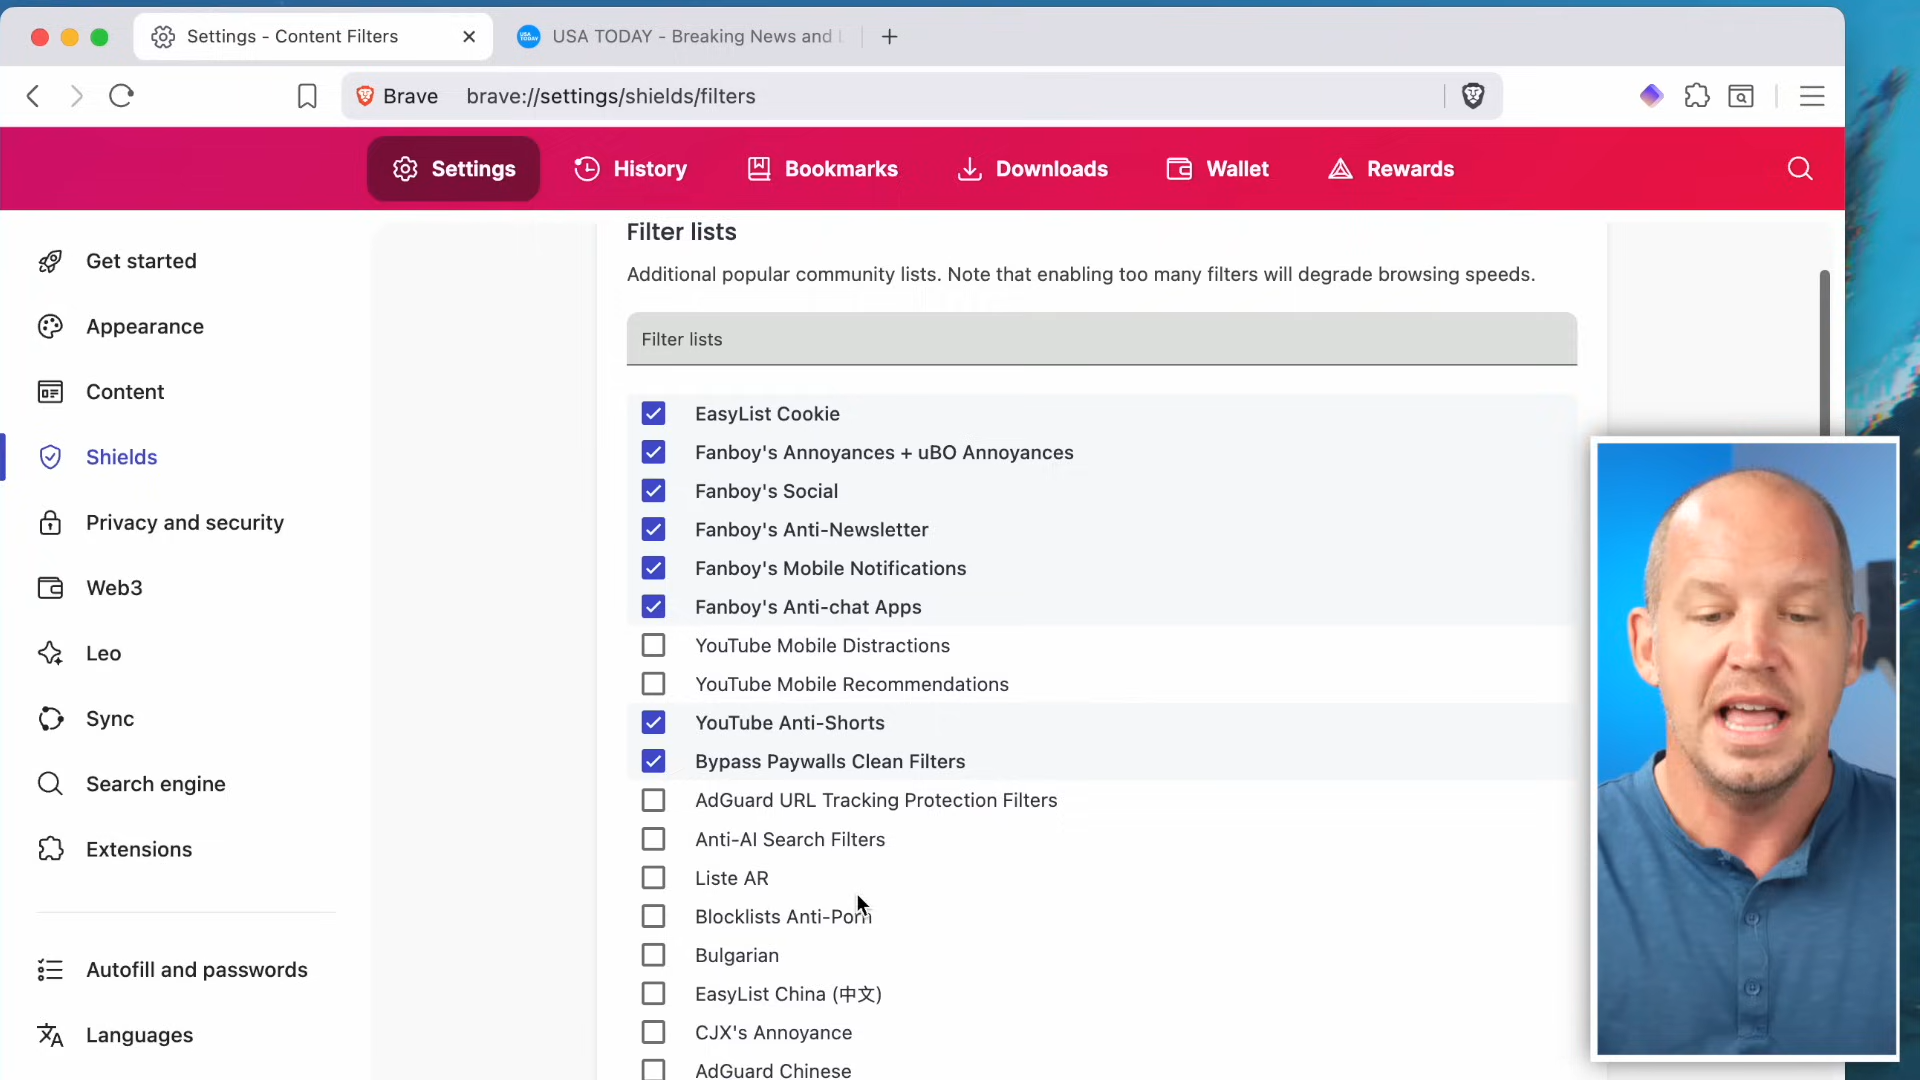 Settings - Content Filters
USA TODAY - Breaking News and
Brave
brave://settings/shields/filters
Settings
History
Bookmarks
Downloads
Wallet
Rewards
Get started
Appearance
Content
Shields
Privacy and security
Web3
Leo
Sync
Search engine
Extensions
Autofill and passwords
Languages
Filter lists
Additional popular community lists. Note that enabling too many filters will degrade browsing speeds.
Filter lists
EasyList Cookie
Fanboy's Annoyances + uBO Annoyances
Fanboy's Social
Fanboy's Anti-Newsletter
Fanboy's Mobile Notifications
Fanboy's Anti-chat Apps
YouTube Mobile Distractions
YouTube Mobile Recommendations
YouTube Anti-Shorts
Bypass Paywalls Clean Filters
AdGuard URL Tracking Protection Filters
Anti-AI Search Filters
Liste AR
Blocklists Anti-Porn
Bulgarian
EasyList China (中文)
CJX's Annoyance
AdGuard Chinese